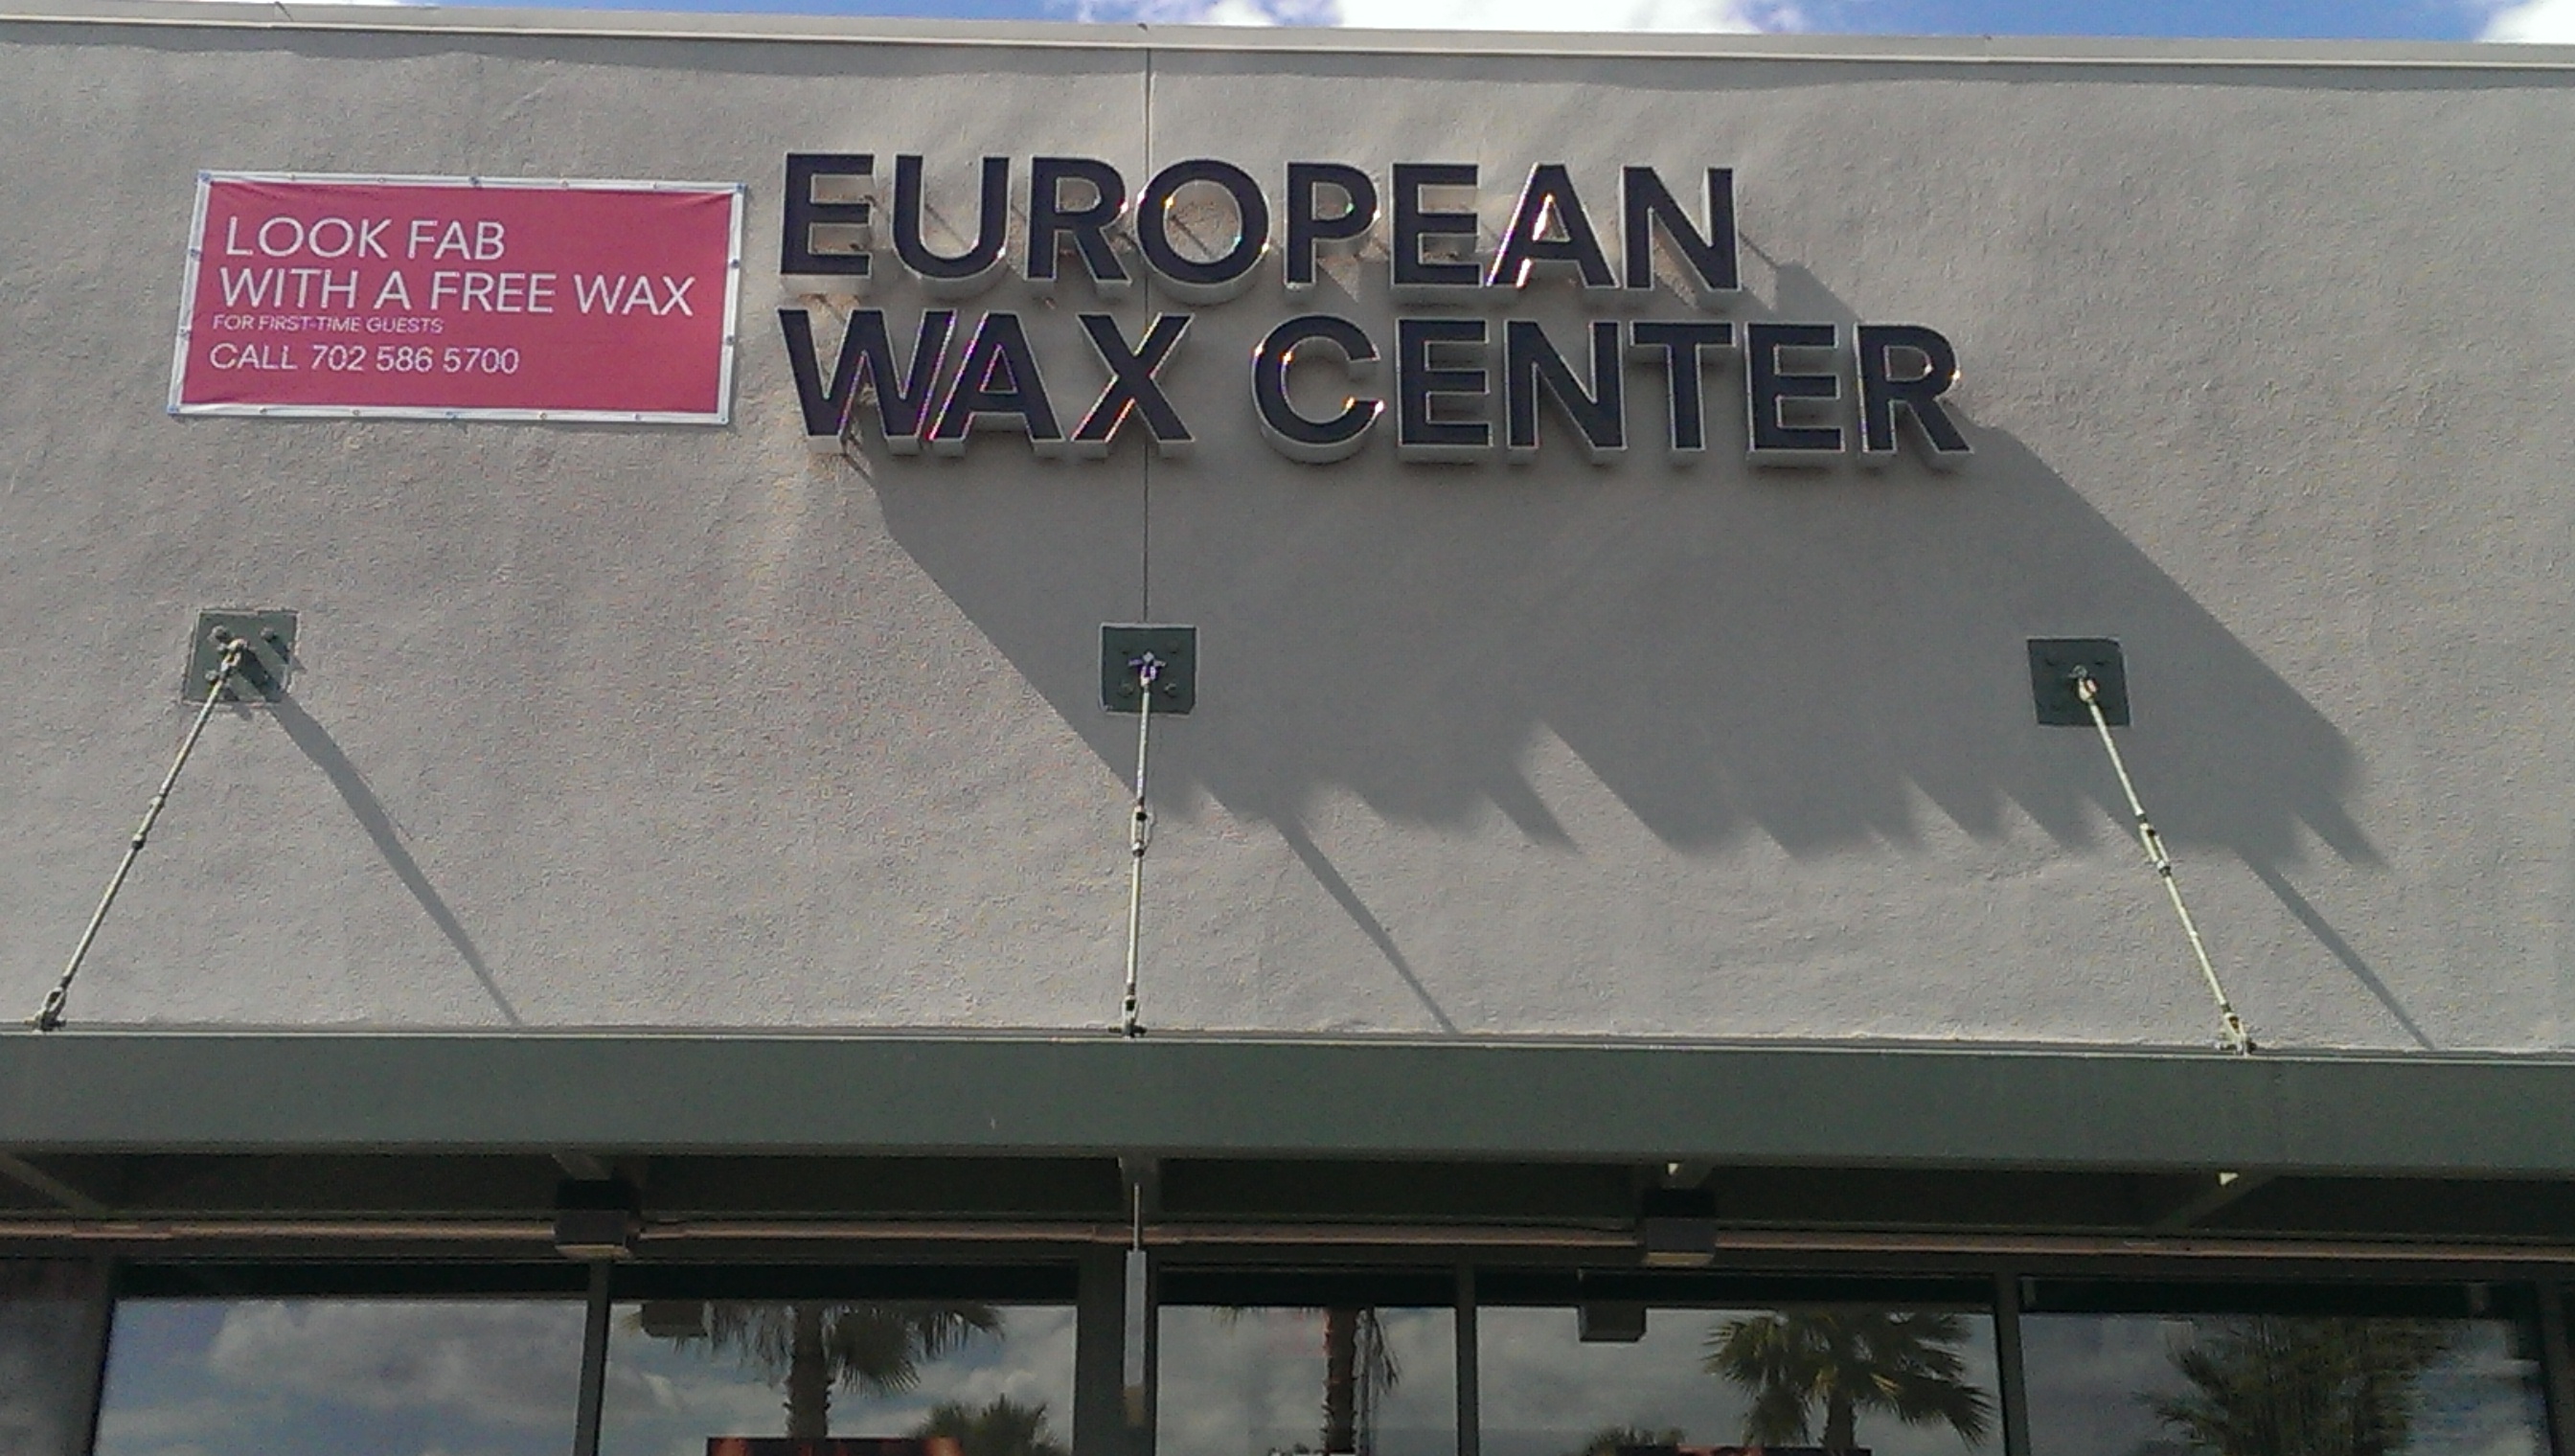 LOOK FAB
WITH A FREE WAX
FOR FIRST-TIME GUESTS
CALL 702 586 5700
EUROPEAN
WAX CENTER